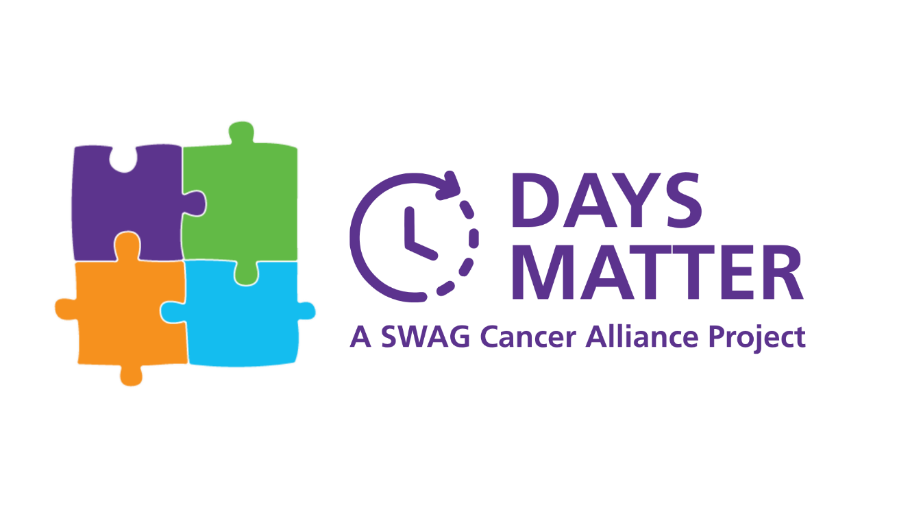 DAYS
MATTER
A SWAG Cancer Alliance Project